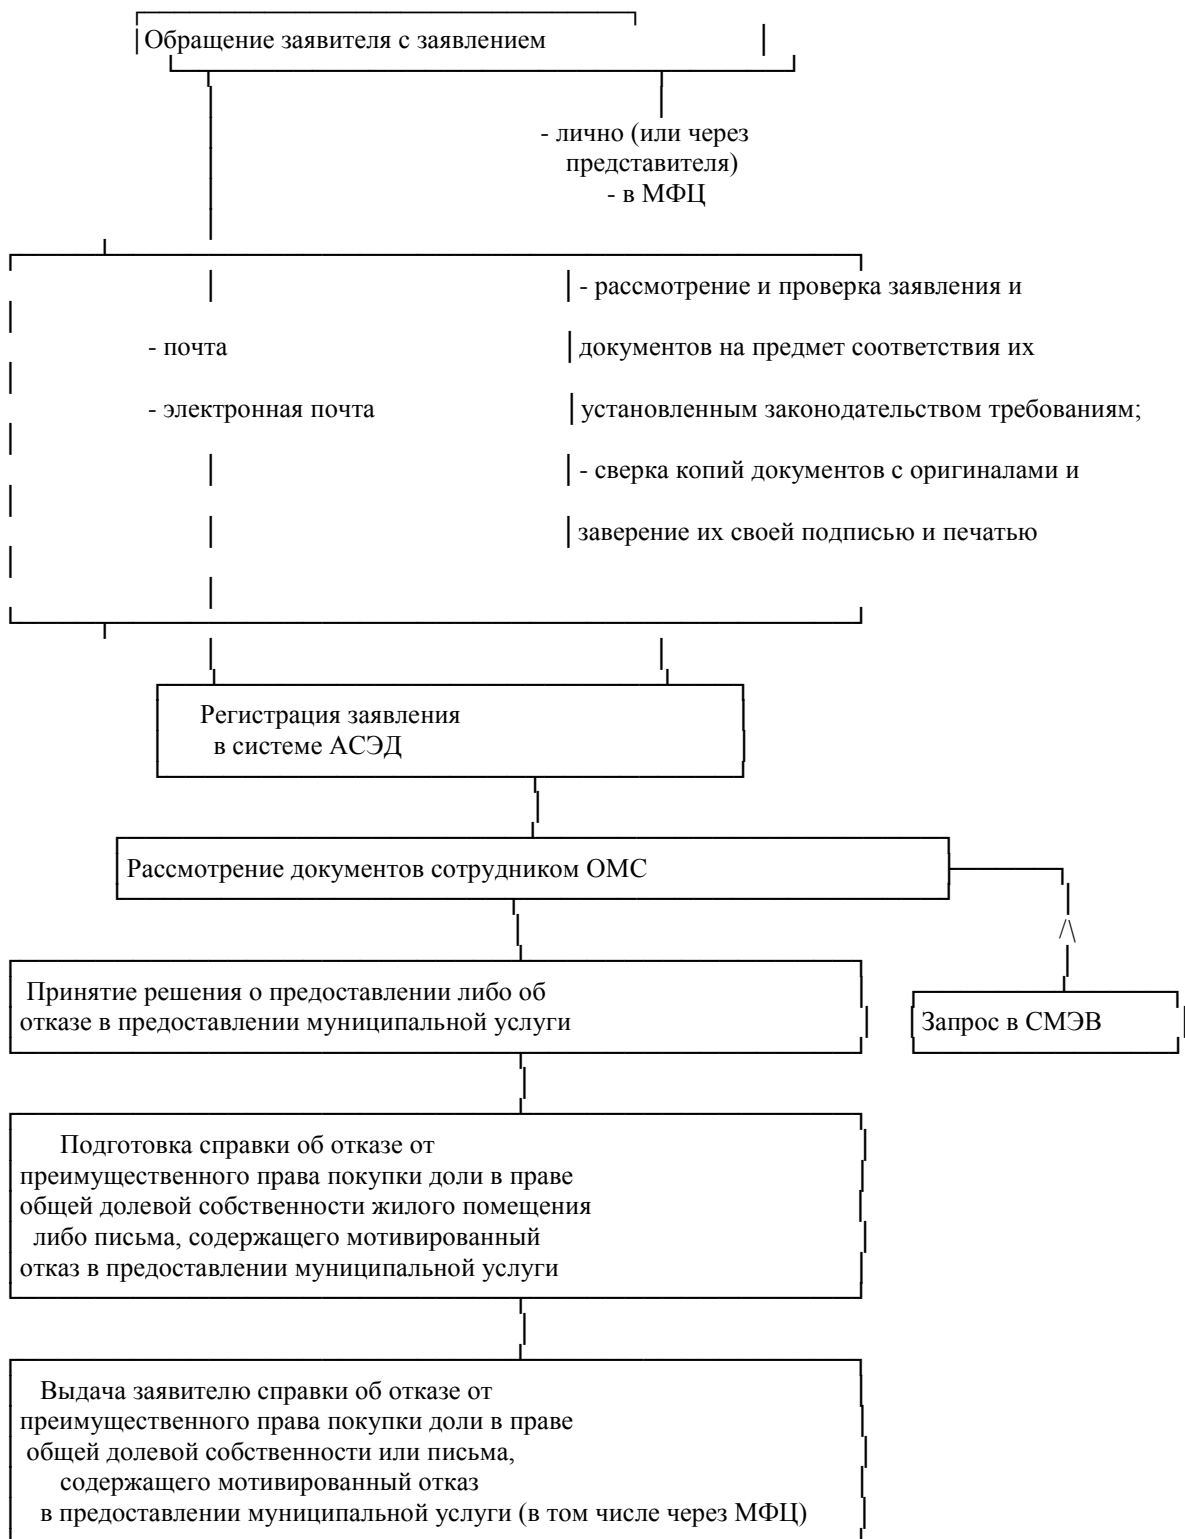 Обращение заявителя с заявлением
- лично (или через
представителя)
- в МФЦ
- рассмотрение и проверка заявления и
- почта
документов на предмет соответствия их
- электронная почта
установленным законодательством требованиям;
- сверка копий документов с оригиналами и
заверение их своей подписью и печатью
Регистрация заявления
в системе АСЭД
Рассмотрение документов сотрудником ОМС
Принятие решения о предоставлении либо об
отказе в предоставлении муниципальной услуги
Запрос в СМЭВ
Подготовка справки об отказе от
преимущественного права покупки доли в праве
общей долевой собственности жилого помещения
либо письма, содержащего мотивированный
отказ в предоставлении муниципальной услуги
Выдача заявителю справки об отказе от
преимущественного права покупки доли в праве
общей долевой собственности или письма,
содержащего мотивированный отказ
в предоставлении муниципальной услуги (в том числе через МФЦ)